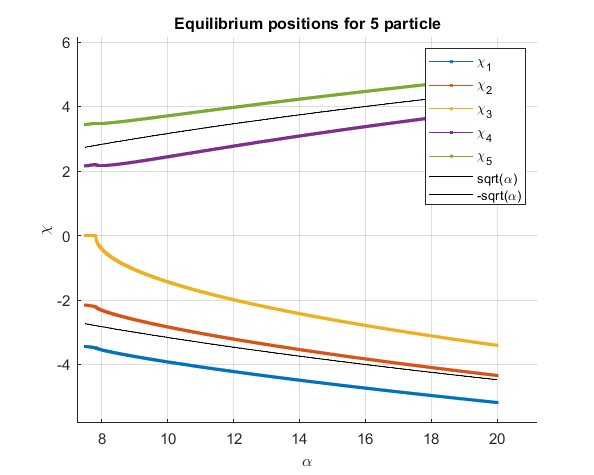 Equilibrium positions for 5 particle
6
4
2
0
-2
-4
χ
8
10
12
14
16
18
20
α
χ1
χ2
χ3
χ4
χ5
sqrt(α)
-sqrt(α)